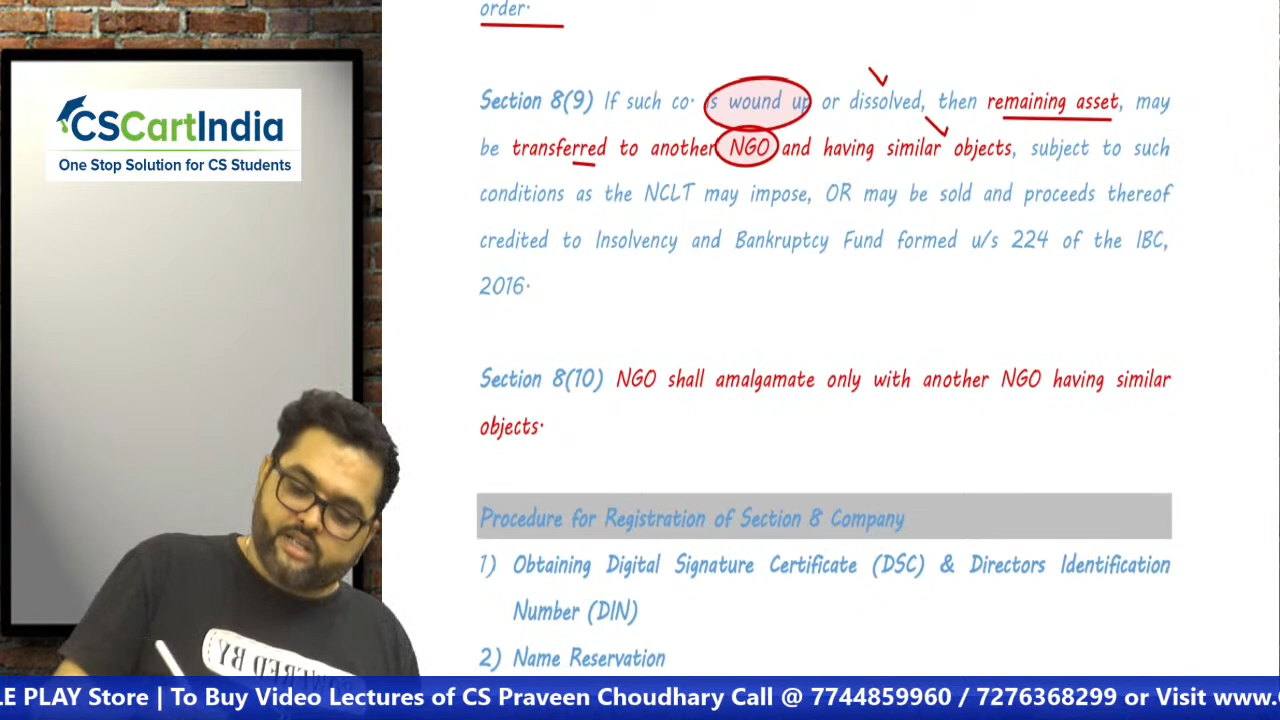 order.
CSCartIndia
One Stop Solution for CS Students
Section 8(9) If such co. is wound up or dissolved, then remaining asset, may
be transferred to another NGO and having similar objects, subject to such
conditions as the NCLT may impose, OR may be sold and proceeds thereof
credited to Insolvency and Bankruptcy Fund formed u/s 224 of the IBC,
2016.
Section 8(10) NGO shall amalgamate only with another NGO having similar
objects.
Procedure for Registration of Section 8 Company
1) Obtaining Digital Signature Certificate (DSC) & Directors Identification
Number (DIN)
2) Name Reservation
POWERED BY
LE PLAY Store | To Buy Video Lectures of CS Praveen Choudhary Call @ 7744859960 / 7276368299 or Visit www.